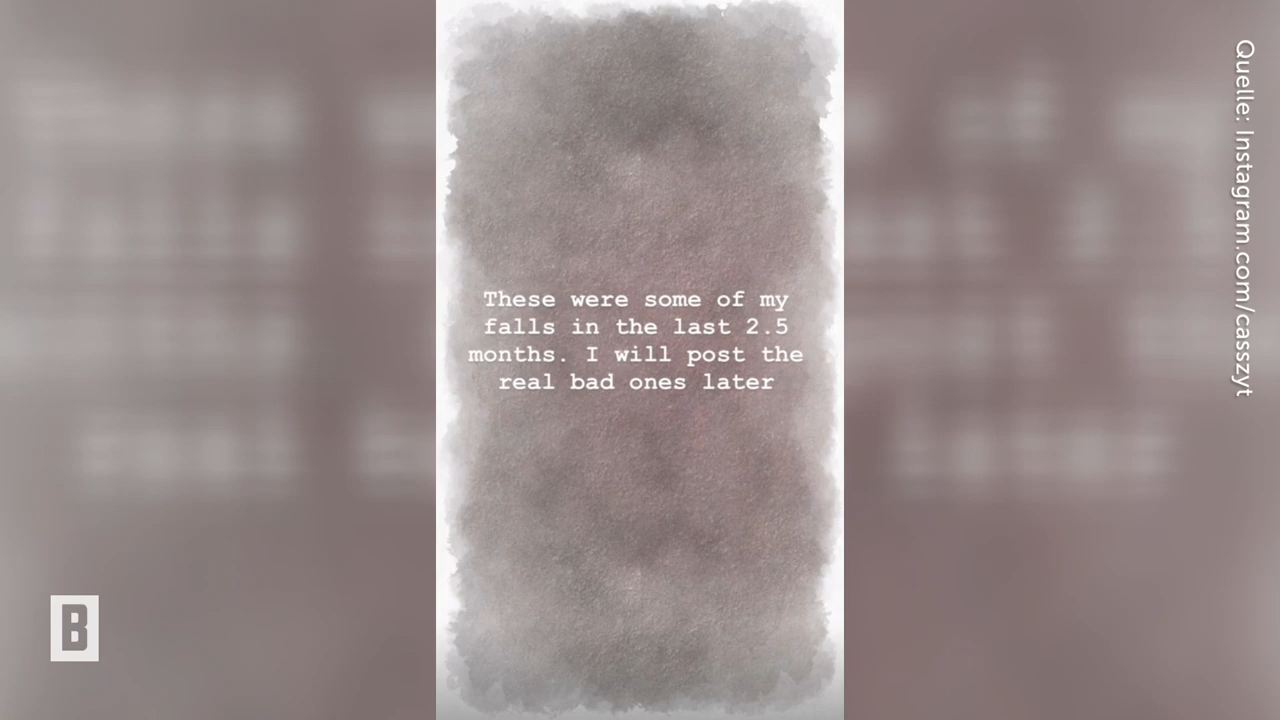 These were some of my
falls in the last 2.5
months. I will post the
real bad ones later
Quelle: Instagram.com/casszyt
B